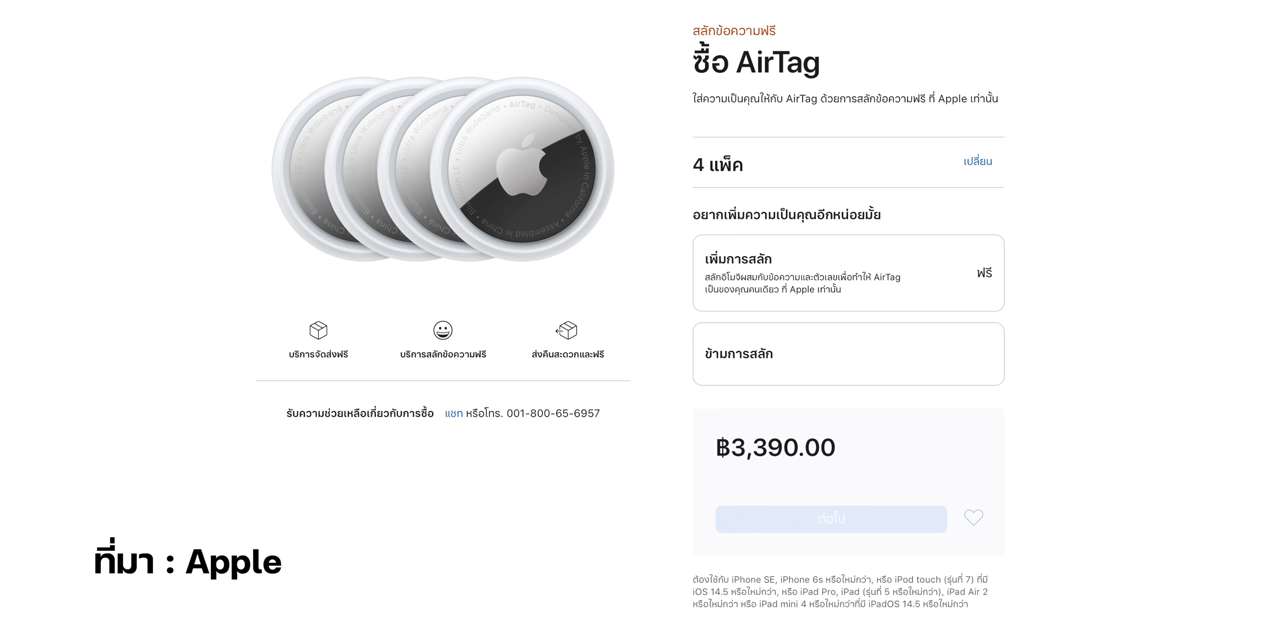 AirTag • Designed by Apple in California • Assembled in China
Ultra Wideband
บริการจัดส่งฟรี
บริการสลักข้อความฟรี
ส่งคืนสะดวกและฟรี
รับความช่วยเหลือเกี่ยวกับการซื้อ แชท หรือโทร. 001-800-65-6957
ที่มา : Apple
สลักข้อความฟรี
ซื้อ AirTag
ใส่ความเป็นคุณให้กับ AirTag ด้วยการสลักข้อความฟรี ที่ Apple เท่านั้น
4 แพ็ค
เปลี่ยน
อยากเพิ่มความเป็นคุณอีกหน่อยมั้ย
เพิ่มการสลัก
สลักอิโมจิผสมกับข้อความและตัวเลขเพื่อทำให้ AirTag
เป็นของคุณคนเดียว ที่ Apple เท่านั้น
ฟรี
ข้ามการสลัก
฿3,390.00
ต่อไป
ต้องใช้กับ iPhone SE, iPhone 6s หรือใหม่กว่า, หรือ iPod touch (รุ่นที่ 7) ที่มี
iOS 14.5 หรือใหม่กว่า, หรือ iPad Pro, iPad (รุ่นที่ 5 หรือใหม่กว่า), iPad Air 2
หรือใหม่กว่า หรือ iPad mini 4 หรือใหม่กว่าที่มี iPadOS 14.5 หรือใหม่กว่า